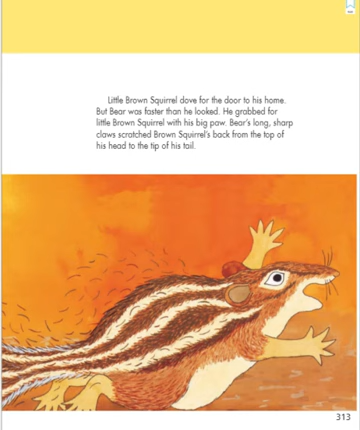 Little Brown Squirrel dove for the door to his home.
But Bear was faster than he looked. He grabbed for
little Brown Squirrel with his big paw. Bear's long, sharp
claws scratched Brown Squirrel's back from the top of
his head to the tip of his tail.
313